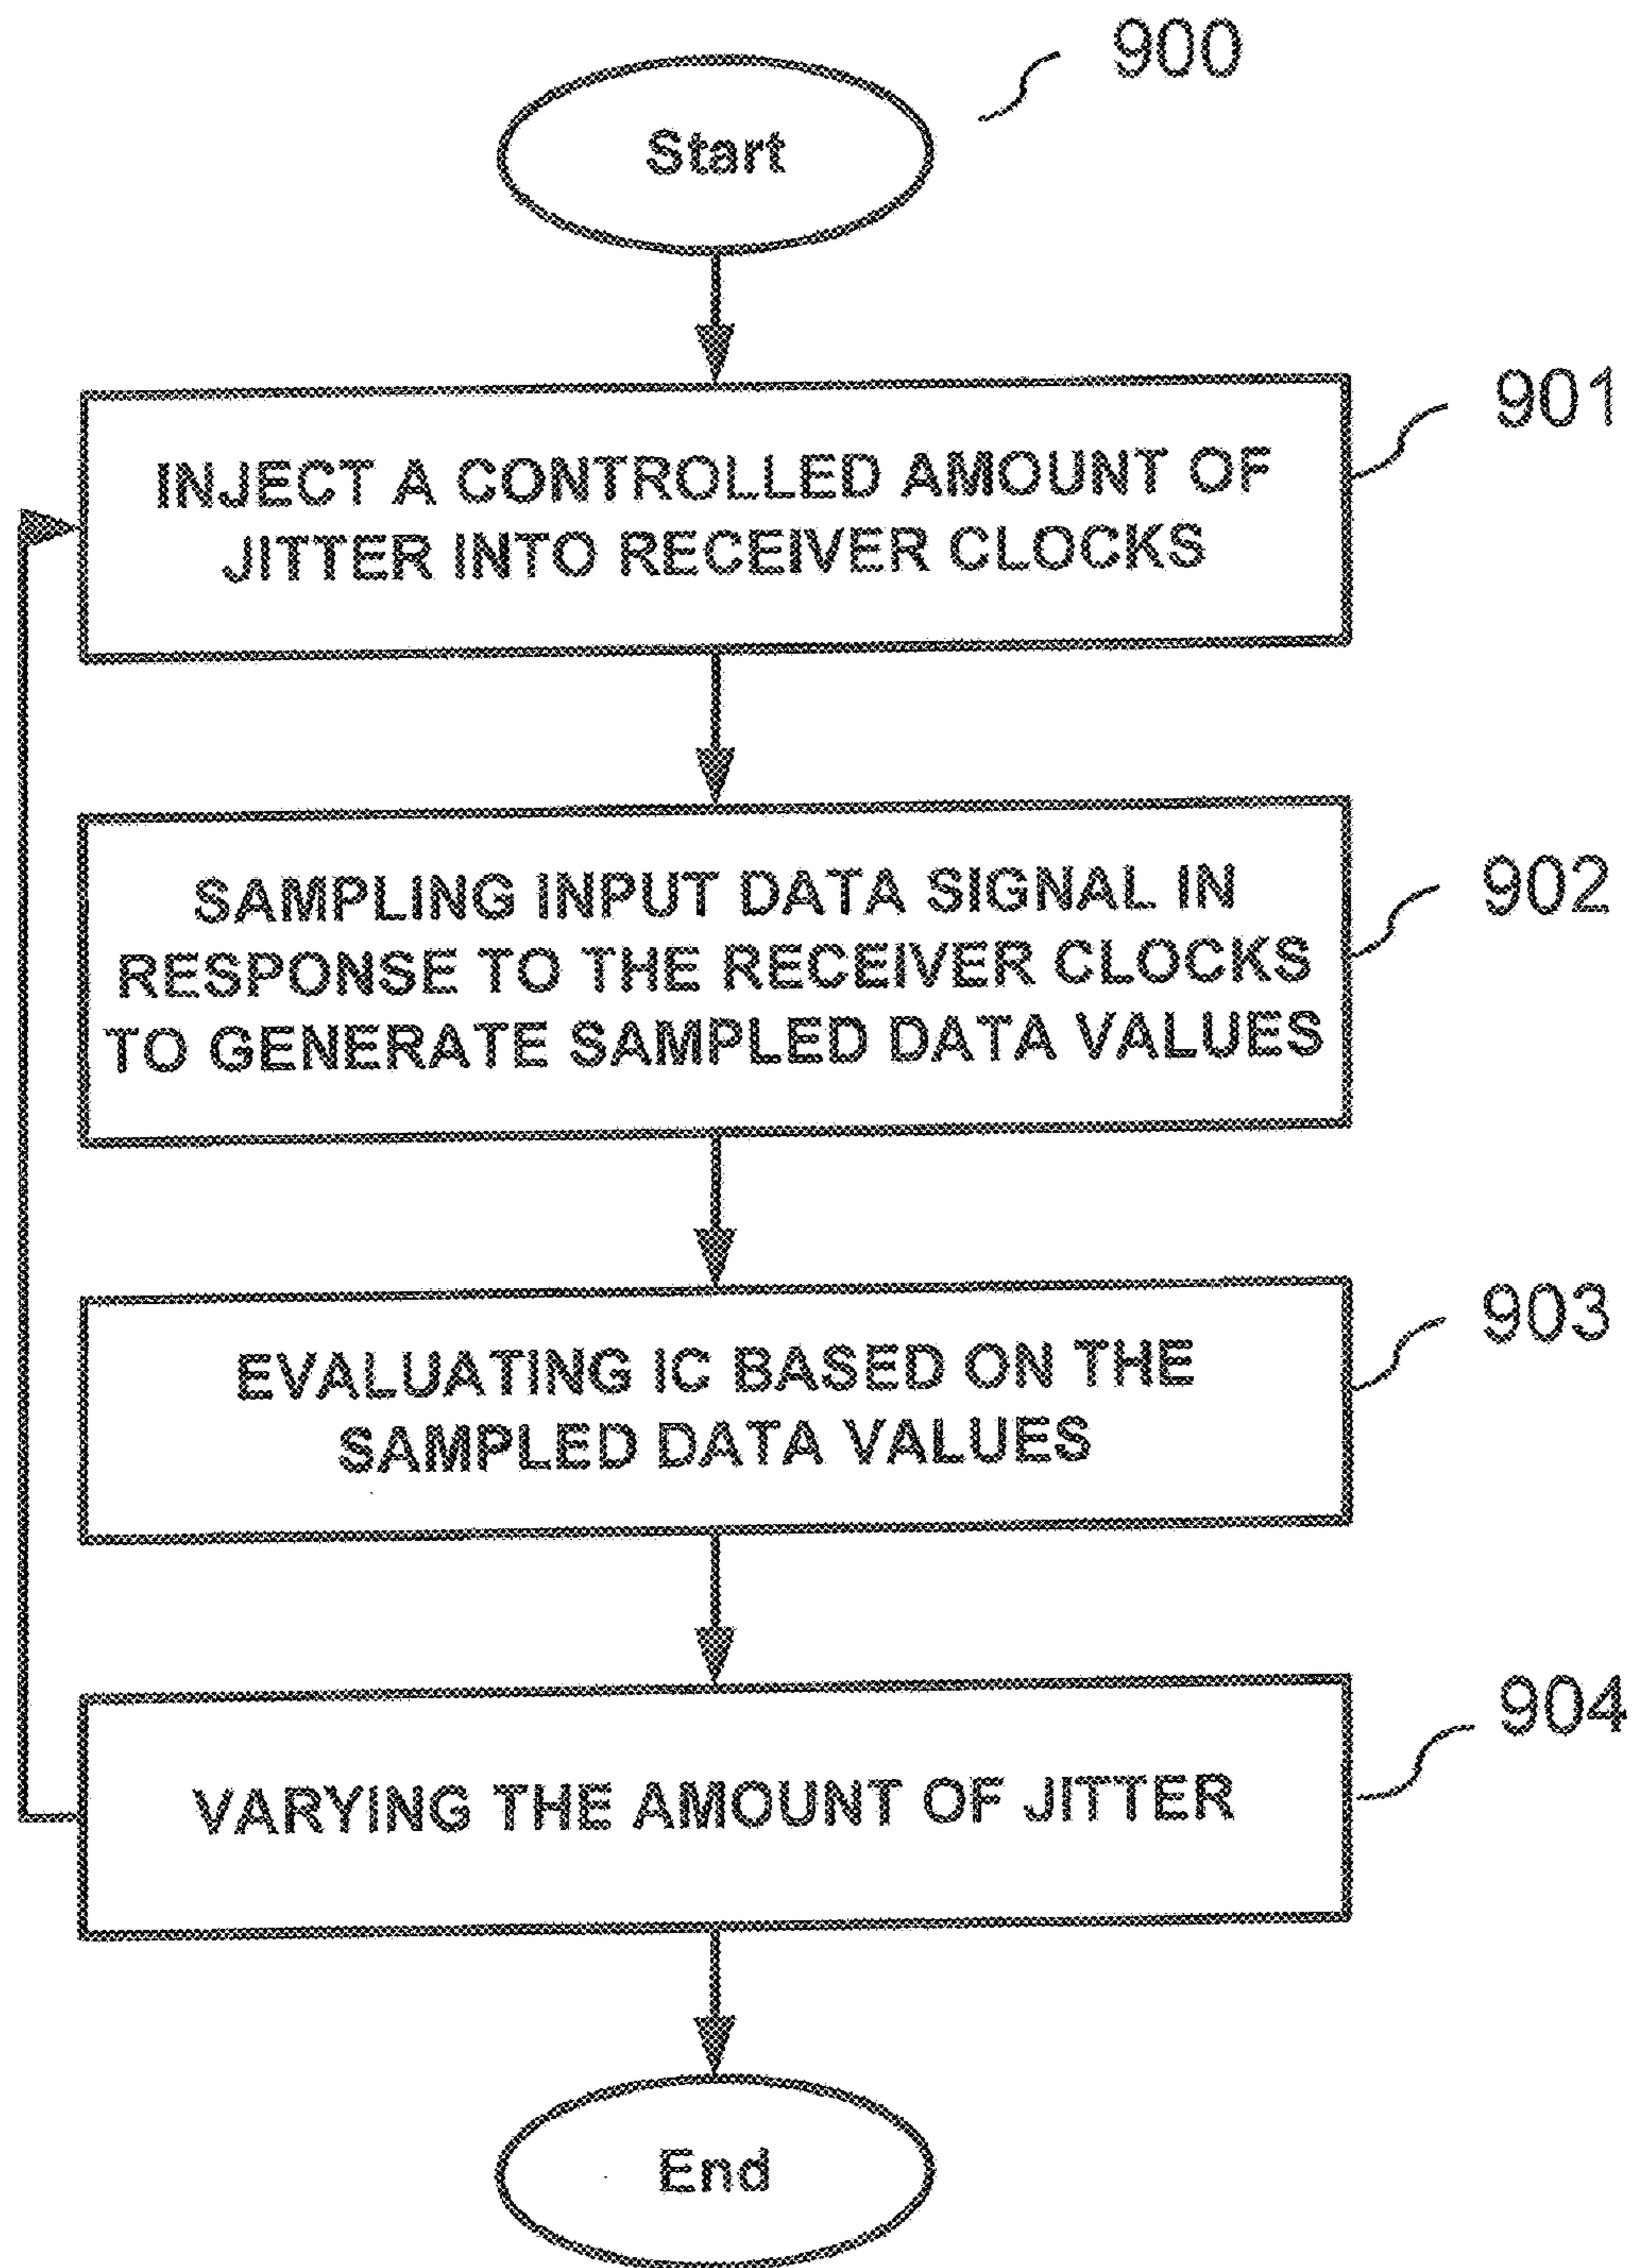 900
Start
901
INJECT A CONTROLLED AMOUNT OF
JITTER INTO RECEIVER CLOCKS
902
SAMPLING INPUT DATA SIGNAL IN
RESPONSE TO THE RECEIVER CLOCKS
TO GENERATE SAMPLED DATA VALUES
903
EVALUATING IC BASED ON THE
SAMPLED DATA VALUES
904
VARYING THE AMOUNT OF JITTER
End